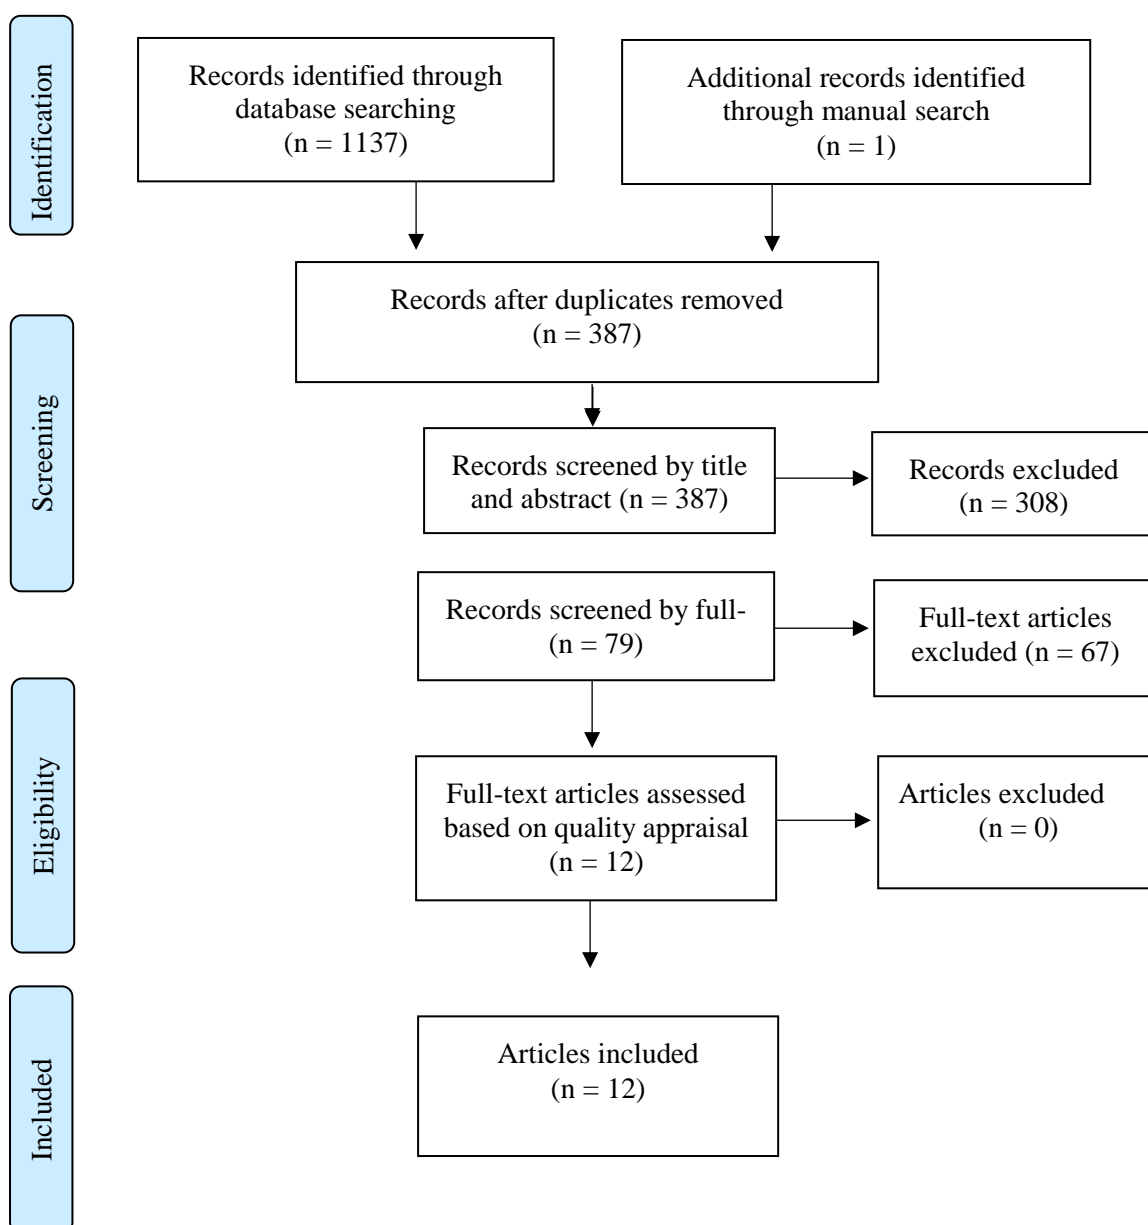 Identification
Records identified through
database searching
(n = 1137)
Additional records identified
through manual search
(n = 1)
Records after duplicates removed
(n = 387)
Screening
Records screened by title
and abstract (n = 387)
Records excluded
(n = 308)
Records screened by full-
(n = 79)
Full-text articles
excluded (n = 67)
Eligibility
Full-text articles assessed
based on quality appraisal
(n = 12)
Articles excluded
(n = 0)
Included
Articles included
(n = 12)